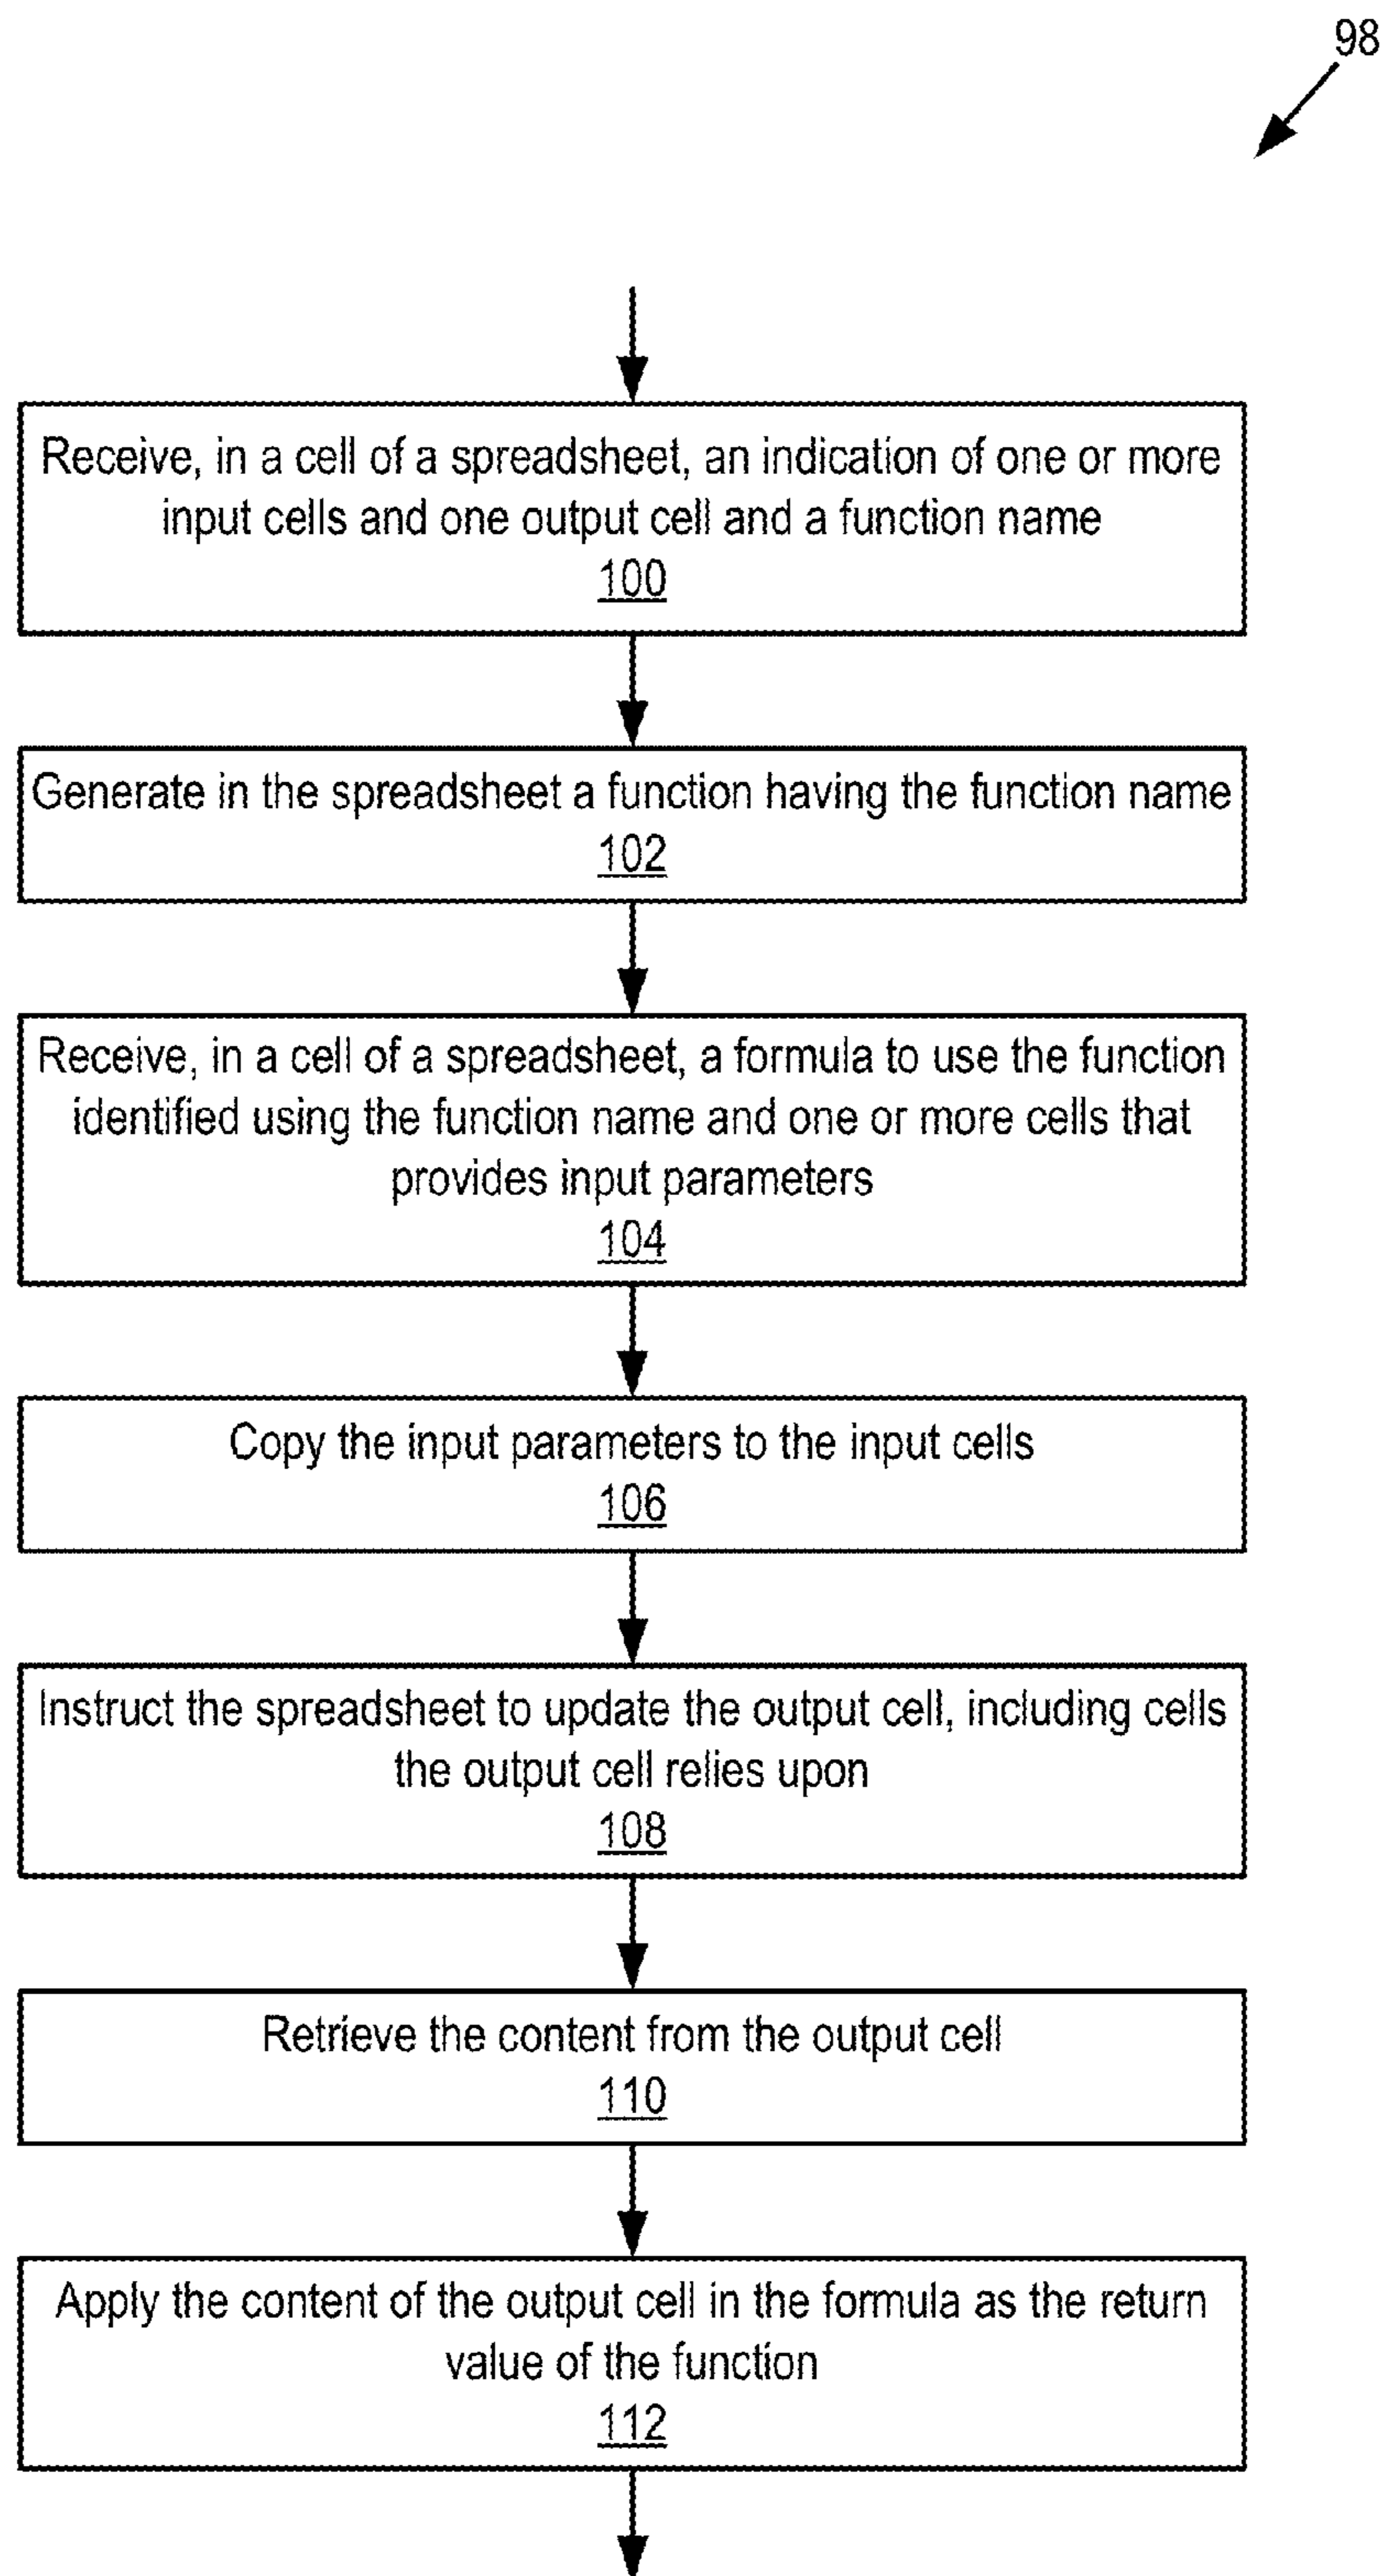 98
Receive, in a cell of a spreadsheet, an indication of one or more
input cells and one output cell and a function name
100
Generate in the spreadsheet a function having the function name
102
Receive, in a cell of a spreadsheet, a formula to use the function
identified using the function name and one or more cells that
provides input parameters
104
Copy the input parameters to the input cells
106
Instruct the spreadsheet to update the output cell, including cells
the output cell relies upon
108
Retrieve the content from the output cell
110
Apply the content of the output cell in the formula as the return
value of the function
112